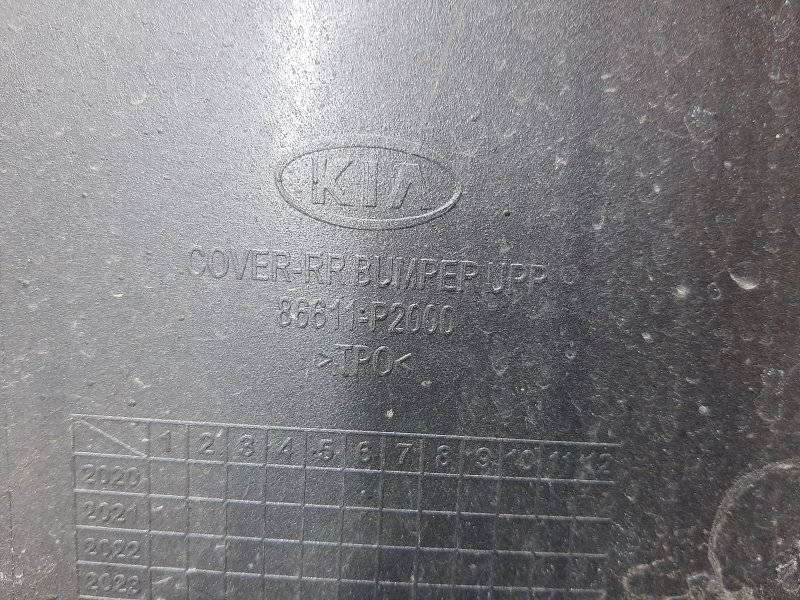 KIA
COVER-RR BUMPER UPR
86611-P2000
>TPO<
1 2 3 4 5 6 7 8 9 10 11 12
2020
2021
2022
2023